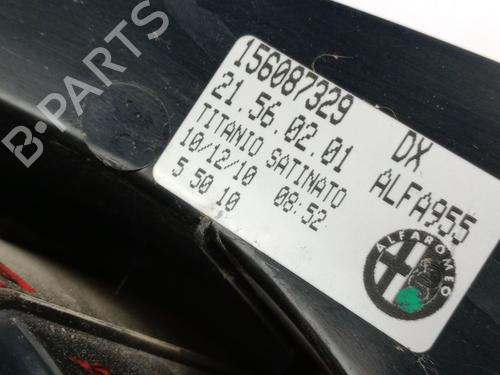 156087329 DX
21.56.02.01 ALFA955
TITANIO SATINATO
10/12/10 08:52
5 50 10
ALFA ROMEO
B-PARTS